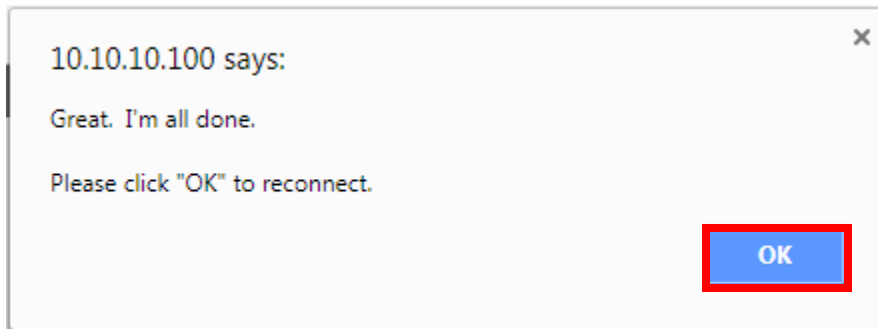 10.10.10.100 says:
Great. I'm all done.
Please click "OK" to reconnect.
OK